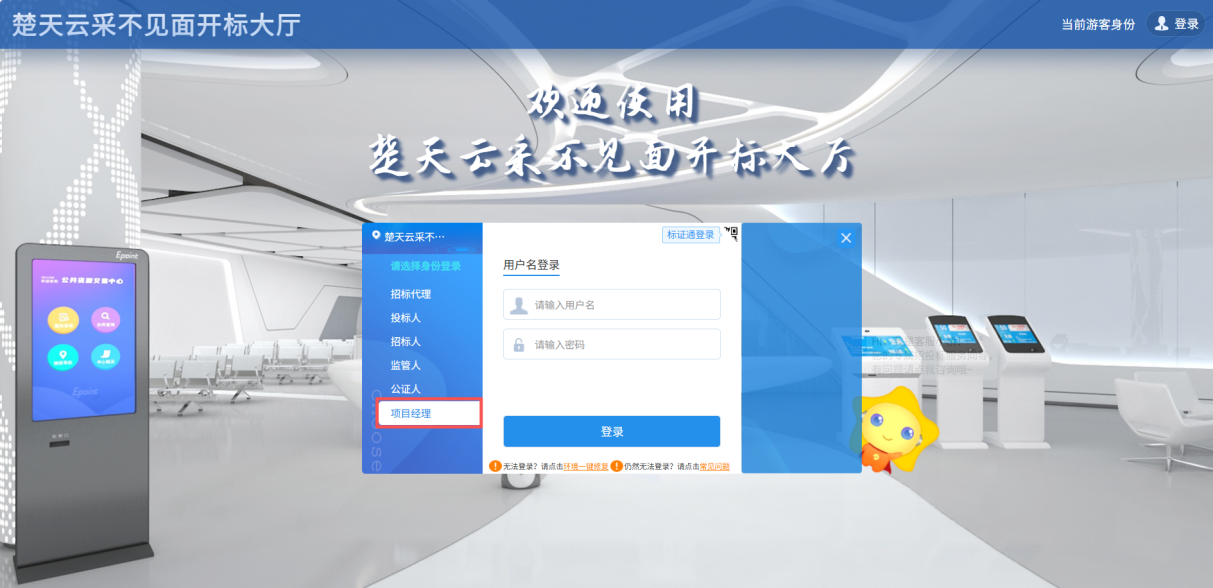 楚天云采不见面开标大厅
当前游客身份
登录
欢迎使用
楚天云采不见面开标大厅
Epoint
公共资源交易中心
Epoint
楚天云采不···
标证通登录
请选择身份登录
招标代理
投标人
招标人
监管人
公证人
项目经理
用户名登录
请输入用户名
请输入密码
登录
无法登录？请点击环境一键修复
仍然无法登录？请点击常见问题